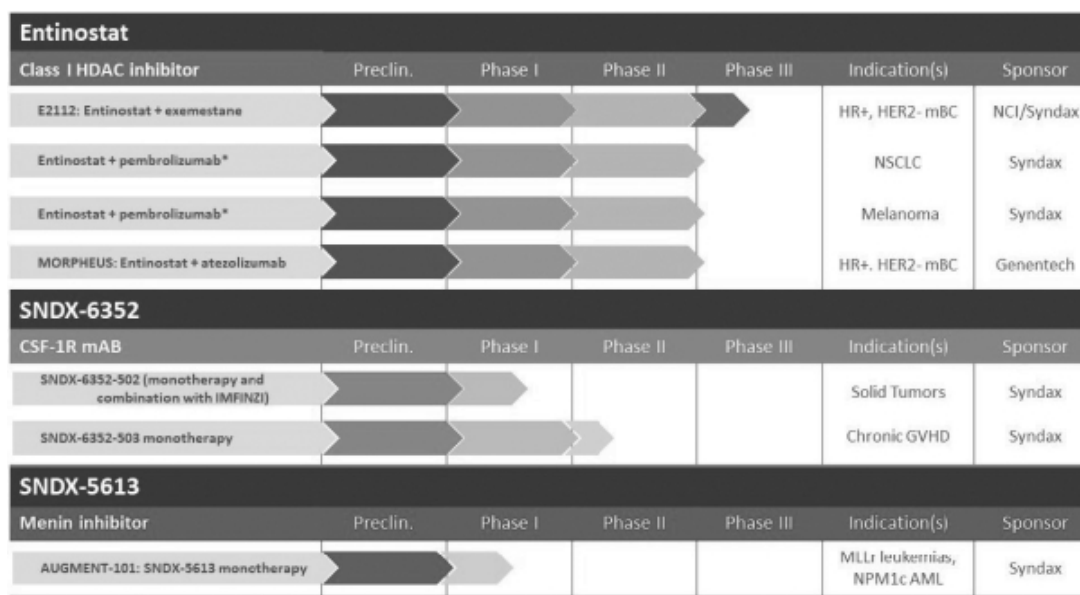 Entinostat
Class I HDAC inhibitor Preclin. Phase I Phase II Phase III Indication(s) Sponsor
E2112: Entinostat + exemestane HR+, HER2- mBC NCI/Syndax
Entinostat + pembrolizumab* NSCLC Syndax
Entinostat + pembrolizumab* Melanoma Syndax
MORPHEUS: Entinostat + atezolizumab HR+. HER2- mBC Genentech
SNDX-6352
CSF-1R mAB Preclin. Phase I Phase II Phase III Indication(s) Sponsor
SNDX-6352-502 (monotherapy and
combination with IMFINZI) Solid Tumors Syndax
SNDX-6352-503 monotherapy Chronic GVHD Syndax
SNDX-5613
Menin inhibitor Preclin. Phase I Phase II Phase III Indication(s) Sponsor
AUGMENT-101: SNDX-5613 monotherapy MLLr leukemias, Syndax
NPM1c AML